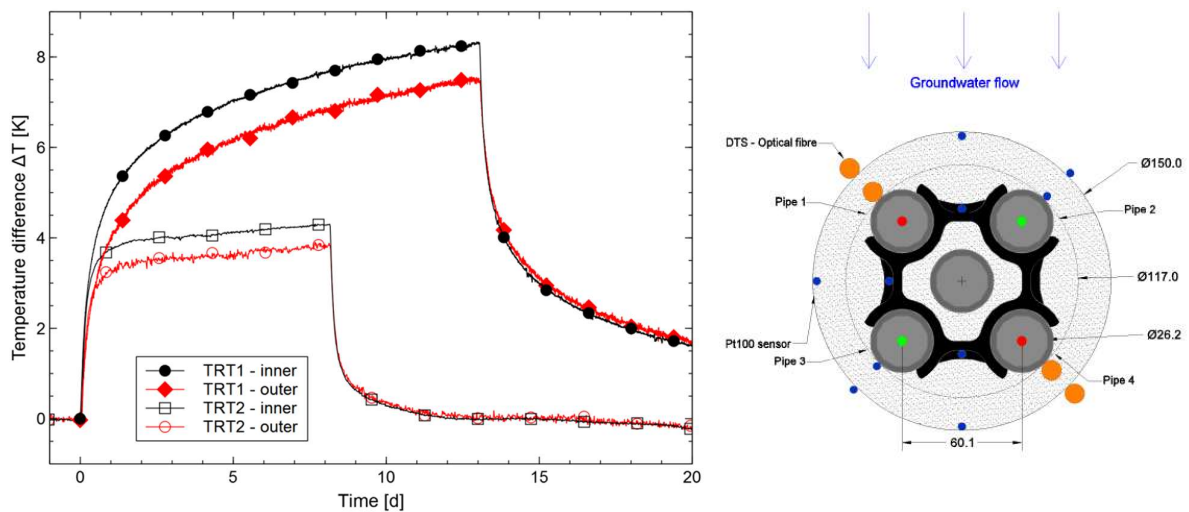 Temperature difference ΔT [K]
8
6
4
2
0
TRT1 - inner
TRT1 - outer
TRT2 - inner
TRT2 - outer
0
5
10
15
20
Time [d]
Groundwater flow
DTS - Optical fibre
Ø150.0
Pipe 1
Pipe 2
Ø117.0
Pt100 sensor
Ø26.2
Pipe 3
Pipe 4
60.1